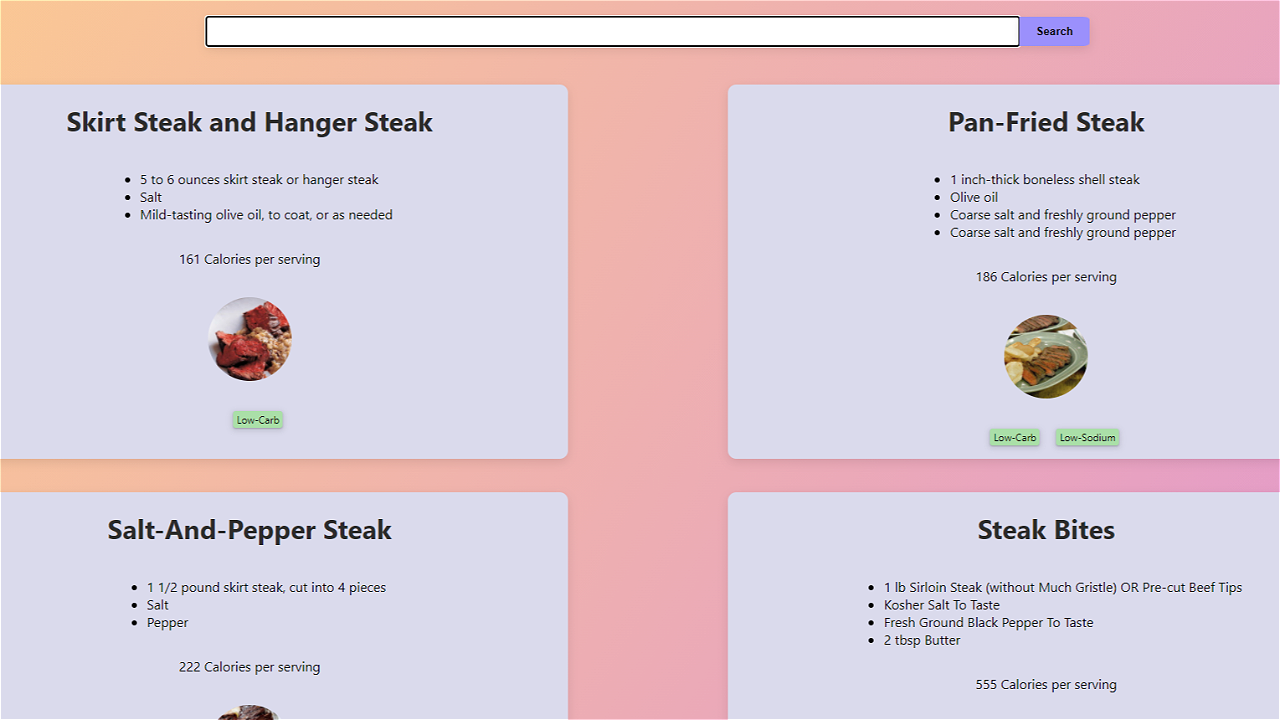 Search
Skirt Steak and Hanger Steak
5 to 6 ounces skirt steak or hanger steak
Salt
Mild-tasting olive oil, to coat, or as needed
161 Calories per serving
Low-Carb
Pan-Fried Steak
1 inch-thick boneless shell steak
Olive oil
Coarse salt and freshly ground pepper
Coarse salt and freshly ground pepper
186 Calories per serving
Low-Carb
Low-Sodium
Salt-And-Pepper Steak
1 1/2 pound skirt steak, cut into 4 pieces
Salt
Pepper
222 Calories per serving
Steak Bites
1 lb Sirloin Steak (without Much Gristle) OR Pre-cut Beef Tips
Kosher Salt To Taste
Fresh Ground Black Pepper To Taste
2 tbsp Butter
555 Calories per serving